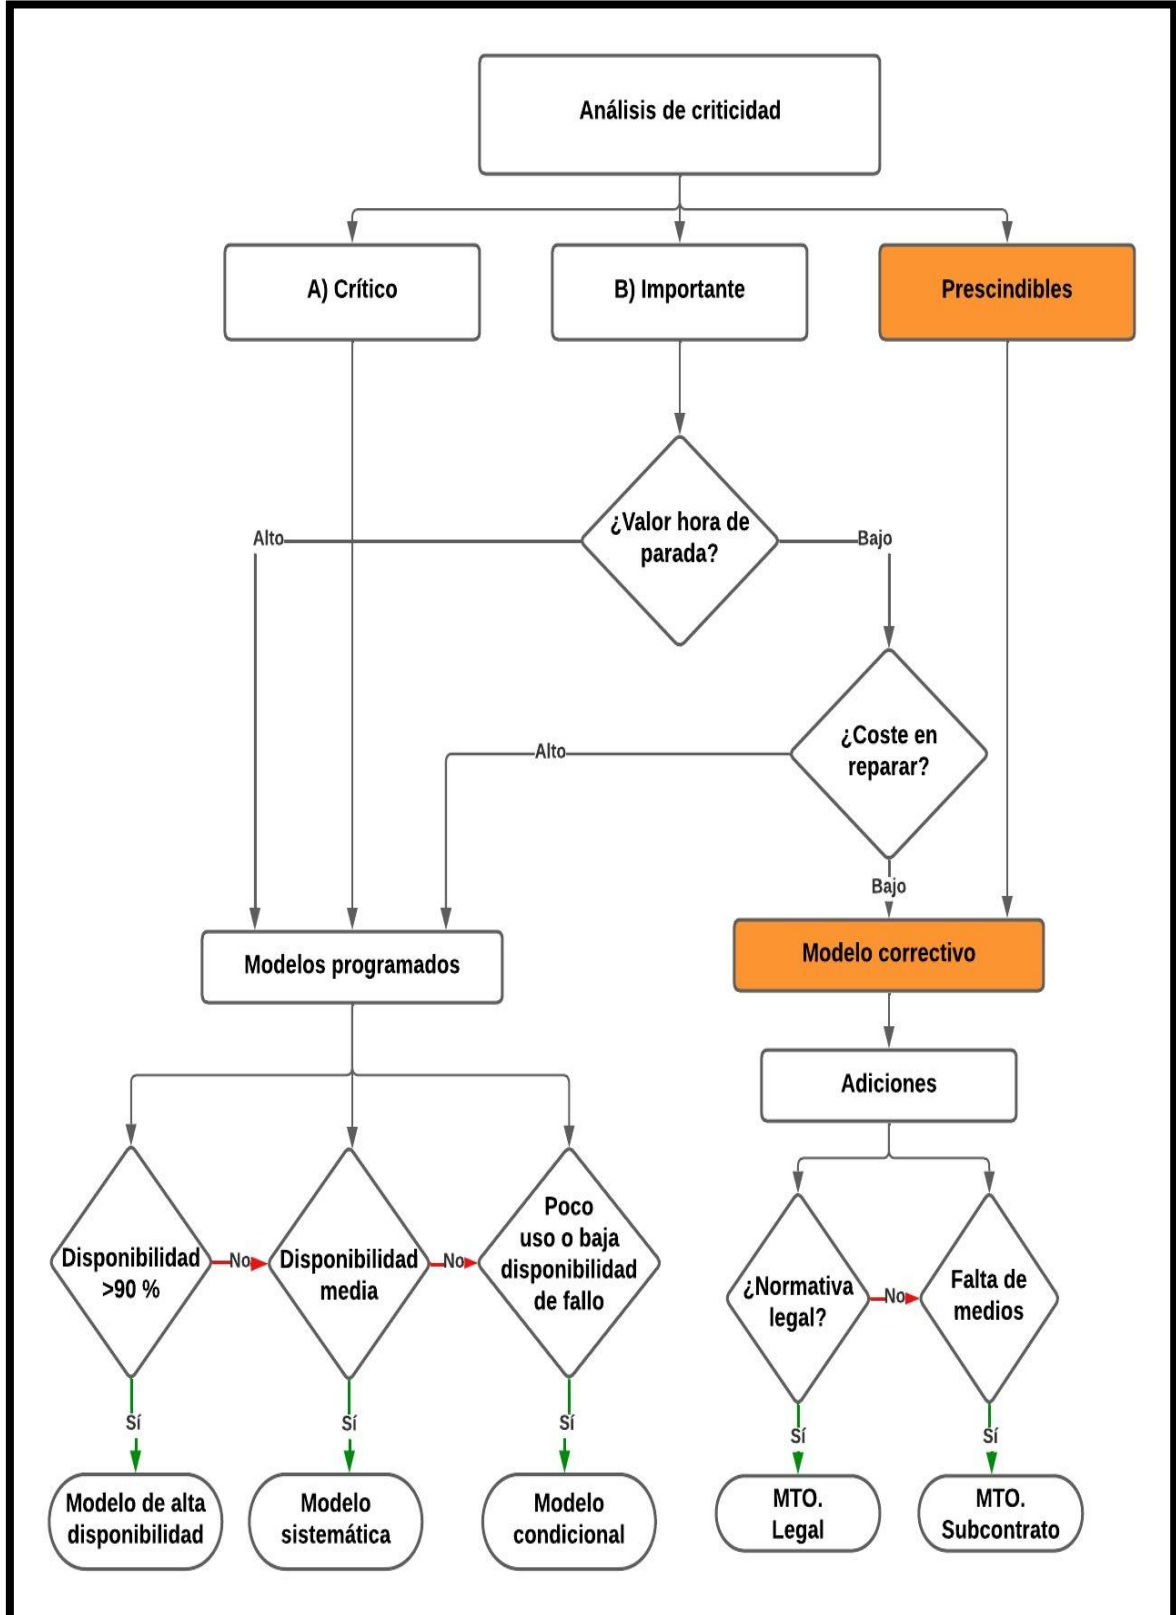 Análisis de criticidad
A) Crítico
B) Importante
Prescindibles
¿Valor hora de
parada?
Alto
Bajo
¿Coste en
reparar?
Alto
Bajo
Modelos programados
Modelo correctivo
Adiciones
Disponibilidad
>90 %
No
Disponibilidad
media
No
Poco
uso o baja
disponibilidad
de fallo
¿Normativa
legal?
No
Falta de
medios
Sí
Sí
Sí
Sí
Sí
Modelo de alta
disponibilidad
Modelo
sistemática
Modelo
condicional
MTO.
Legal
MTO.
Subcontrato